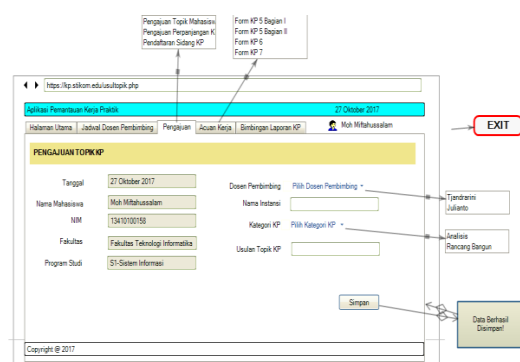 Pengajuan Topik Mahasisw
Pengajuan Perpanjangan K
Pendaftaran Sidang KP
Form KP 5 Bagian I
Form KP 5 Bagian II
Form KP 6
Form KP 7
https://kp.stikom.edu/usultopik.php
Aplikasi Pemantauan Kerja Praktik
27 Oktober 2017
Halaman Utama
Jadwal Dosen Pembimbing
Pengajuan
Acuan Kerja
Bimbingan Laporan KP
Moh Miftahussalam
EXIT
PENGAJUAN TOPIK KP
Tanggal
27 Oktober 2017
Nama Mahasiswa
Moh Miftahussalam
NIM
13410100158
Fakultas
Fakultas Teknologi Informatika
Program Studi
S1-Sistem Informasi
Dosen Pembimbing
Pilih Dosen Pembimbing
Nama Instansi
Kategori KP
Pilih Kategori KP
Usulan Topik KP
Tjandrarini
Julianto
Analisis
Rancang Bangun
Simpan
Data Berhasil
Disimpan!
Copyright @ 2017